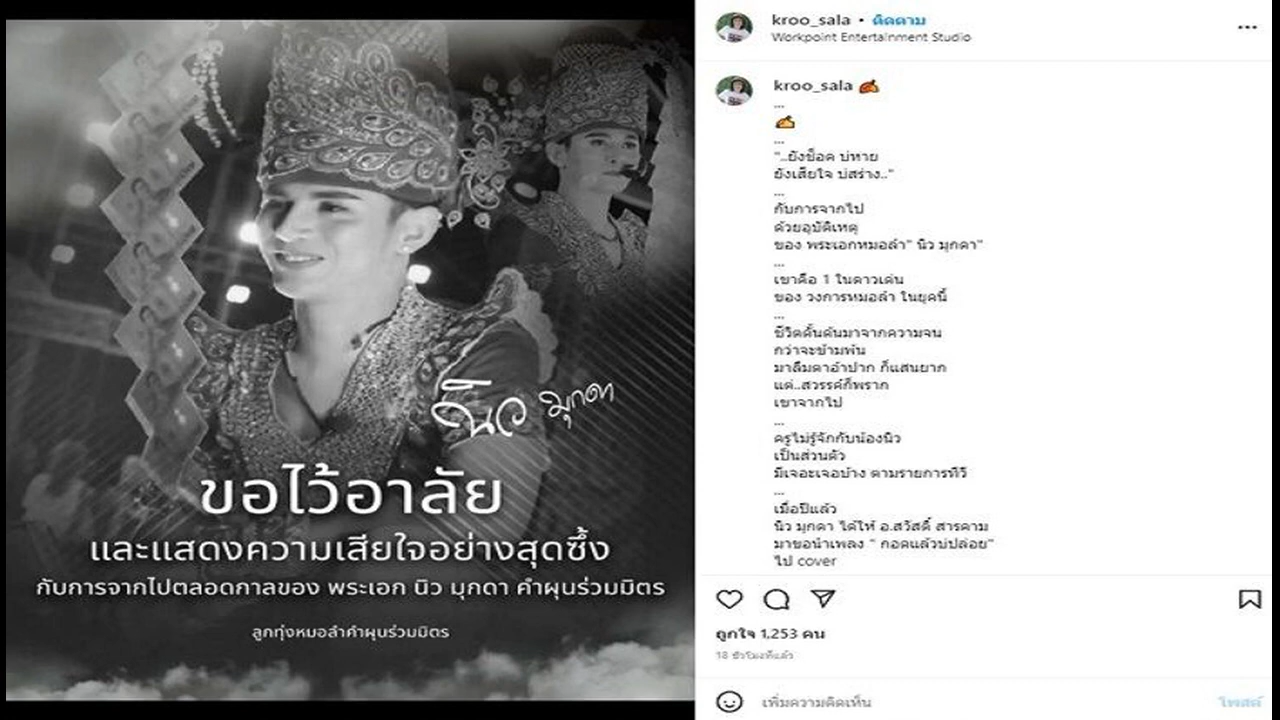 นิว มุกดา
ขอไว้อาลัย
และแสดงความเสียใจอย่างสุดซึ้ง
กับการจากไปตลอดกาลของ พระเอก นิว มุกดา คำผุนร่วมมิตร
ลูกทุ่งหมอลำคำผุนร่วมมิตร
kroo_sala • ติดตาม
Workpoint Entertainment Studio
kroo_sala
...
...
"..ยังช็อค บ่หาย
ยังเสียใจ บ่สร่าง.."
...
กับการจากไป
ด้วยอุบัติเหตุ
ของ พระเอกหมอลำ" นิว มุกดา"
...
เขาคือ 1 ในดาวเด่น
ของ วงการหมอลำ ในยุคนี้
...
ชีวิตดั้นด้นมาจากความจน
กว่าจะข้ามพ้น
มาลืมตาอ้าปาก ก็แสนยาก
แต่..สวรรค์ก็พราก
เขาจากไป
...
ครูไม่รู้จักกับน้องนิว
เป็นส่วนตัว
มีเจอะเจอบ้าง ตามรายการทีวี
...
เมื่อปีแล้ว
นิว มุกดา ได้ให้ อ.สวัสดิ์ สารคาม
มาขอนำเพลง " กอดแล้วบ่ปล่อย"
ไป cover
ถูกใจ 1,253 คน
18 ชั่วโมงที่แล้ว
เพิ่มความคิดเห็น
โพสต์